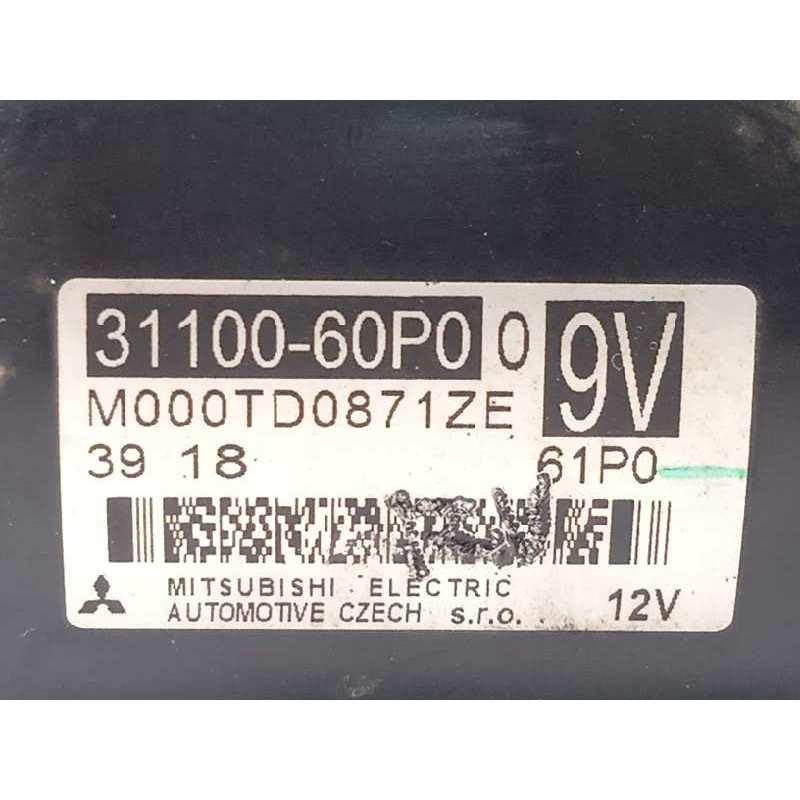 31100-60P0 0 9V
M000TD0871ZE
39 18 61P0
MITSUBISHI ELECTRIC
AUTOMOTIVE CZECH s.r.o. 12V